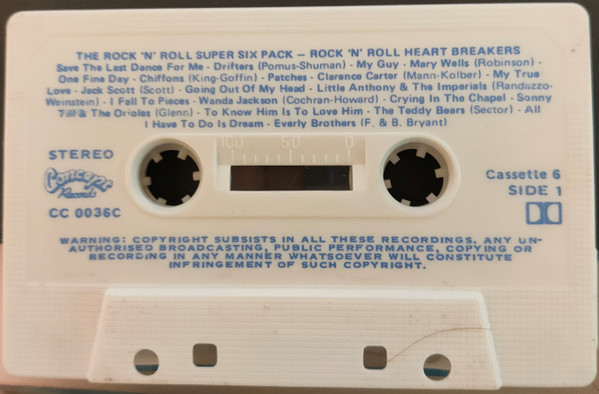 THE ROCK 'N' ROLL SUPER SIX PACK – ROCK 'N' ROLL HEART BREAKERS
Save The Last Dance For Me - Drifters (Pomus-Shuman) - My Guy - Mary Wells (Robinson) -
One Fine Day - Chiffons (King-Goffin) - Patches - Clarence Carter (Mann-Kolber) - My True
Love - Jack Scott (Scott) - Going Out Of My Head - Little Anthony & The Imperials (Randazzo-
Weinstein) - I Fall To Pieces - Wanda Jackson (Cochran-Howard) - Crying In The Chapel - Sonny
Till & The Orioles (Glenn) - To Know Him Is To Love Him - The Teddy Bears (Sector) - All
I Have To Do Is Dream - Everly Brothers (F. & B. Bryant)
100 50 0
STEREO
Concept
Records
CC 0036C
Cassette 6
SIDE 1
WARNING: COPYRIGHT SUBSISTS IN ALL THESE RECORDINGS. ANY UN-
AUTHORISED BROADCASTING, PUBLIC PERFORMANCE, COPYING OR
RECORDING IN ANY MANNER WHATSOEVER WILL CONSTITUTE
INFRINGEMENT OF SUCH COPYRIGHT.